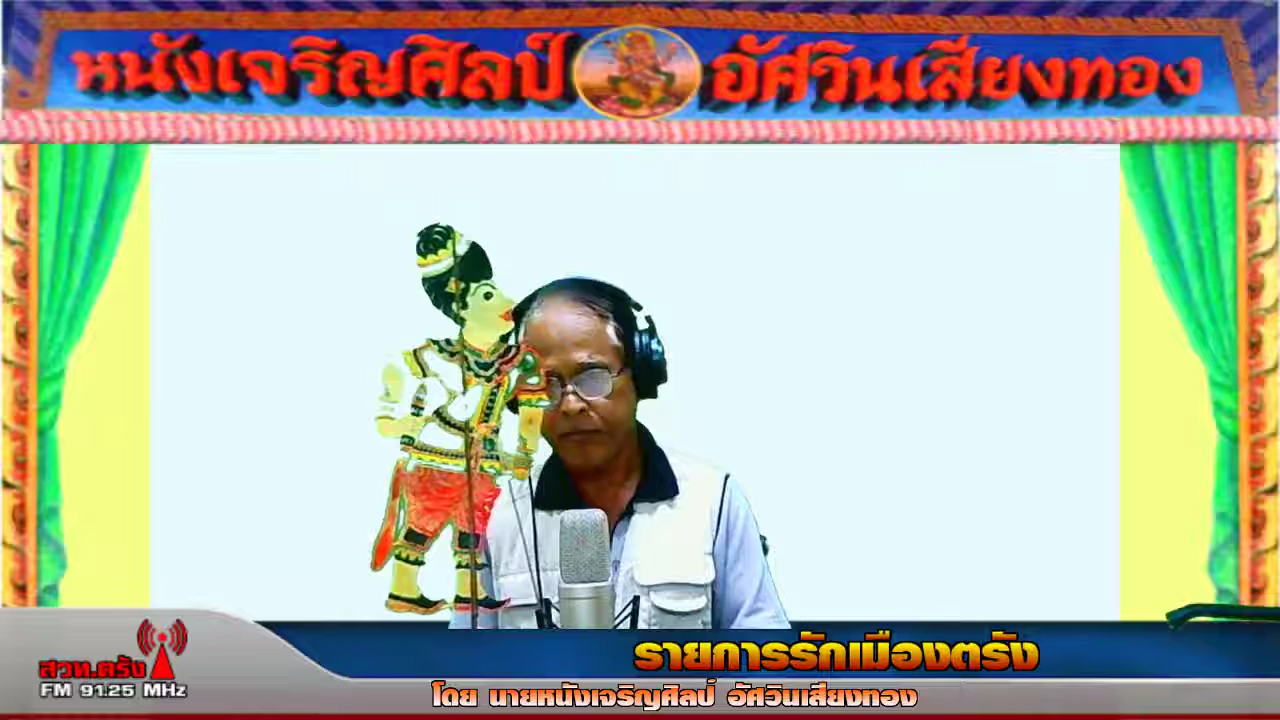 หนังเจริญศิลป์ อัศวินเสียงทอง
รายการรักเมืองตรัง
สวท.ตรัง
FM 91.25 MHz
โดย นายหนังเจริญศิลป์ อัศวินเสียงทอง